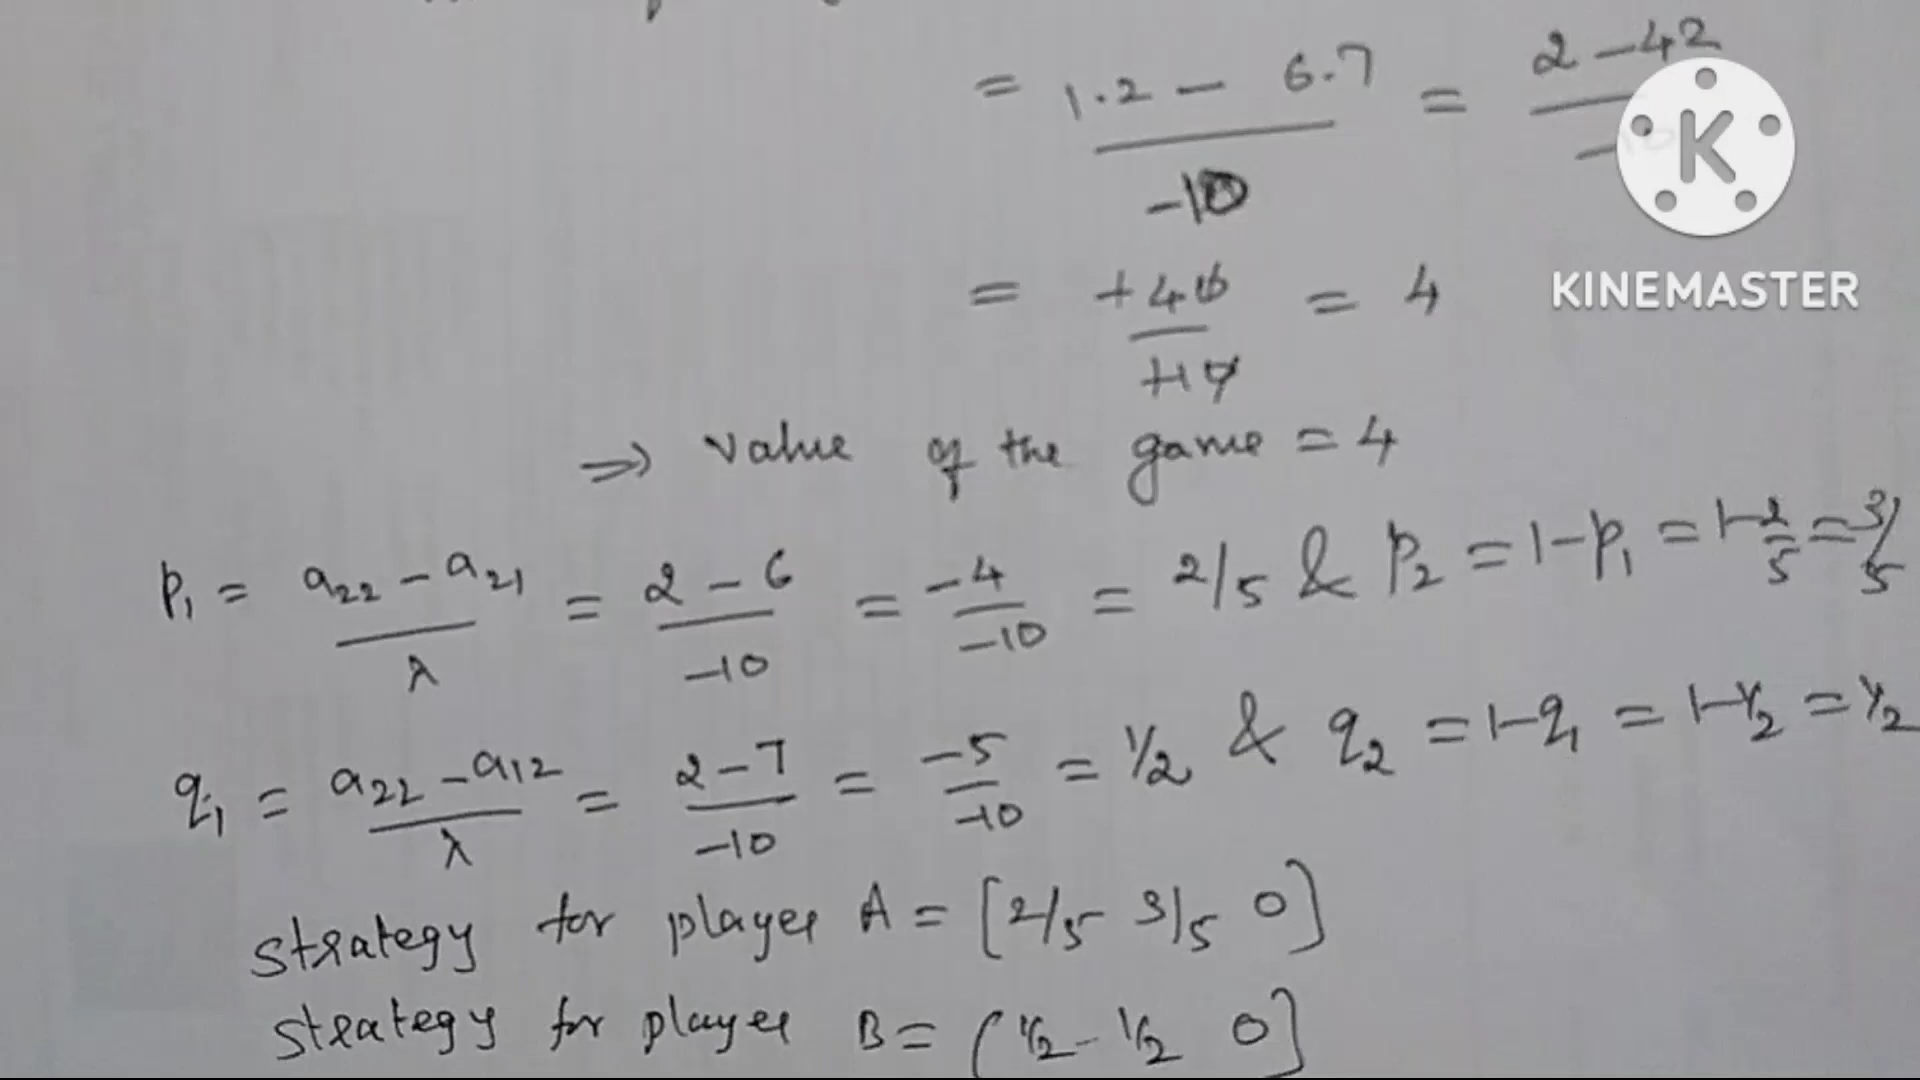 = 1.2 - 6.7 / -10 = 2 - 42 / -10
KINEMASTER
= +40 / +10 = 4
⇒ value of the game = 4
p₁ = a₂₂ - a₂₁ / λ = 2 - 6 / -10 = -4 / -10 = 2/5 & p₂ = 1-p₁ = 1-2/5 = 3/5
q₁ = a₂₂ - a₁₂ / λ = 2 - 7 / -10 = -5 / -10 = 1/2 & q₂ = 1-q₁ = 1-1/2 = 1/2
strategy for player A = [2/5 3/5 0]
strategy for player B = [1/2 1/2 0]